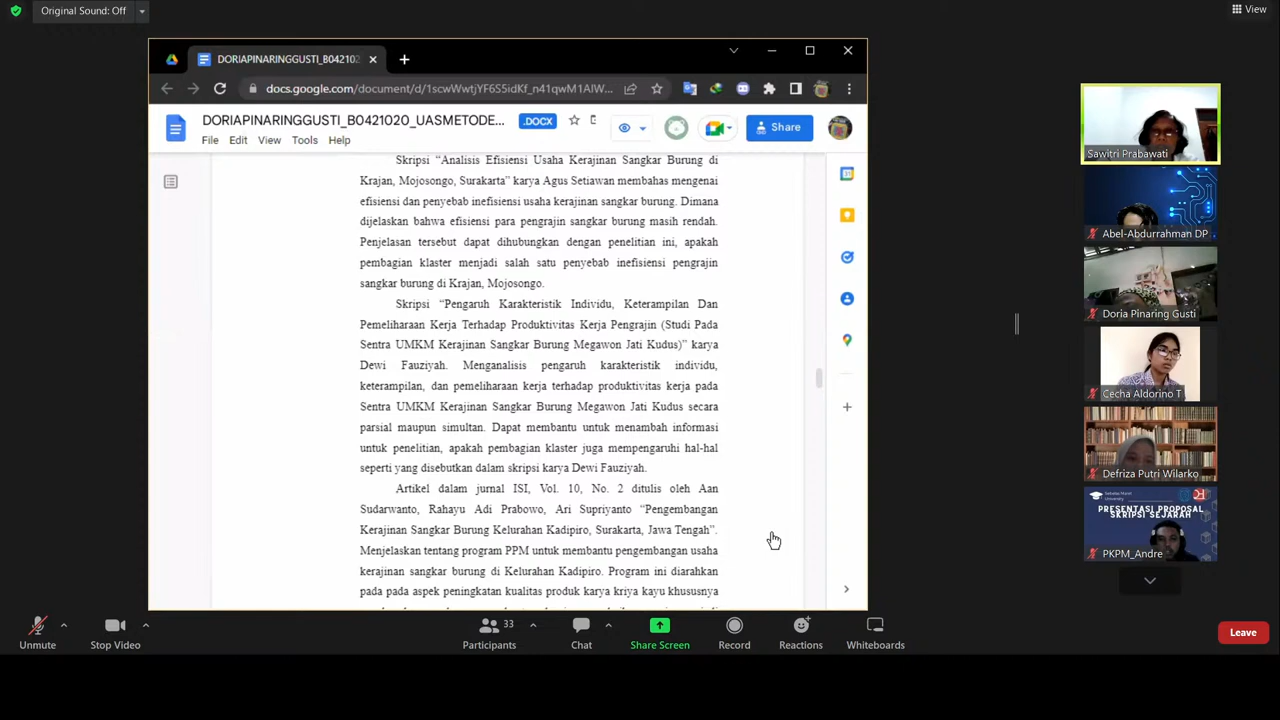 Original Sound: Off
View
DORIAPINARINGGUSTI_B042102
docs.google.com/document/d/1scwWwtjYF6S5idKf_n41qwM1AlW...
DORIAPINARINGGUSTI_B0421020_UASMETODE...
.DOCX
Share
File Edit View Tools Help
Skripsi “Analisis Efisiensi Usaha Kerajinan Sangkar Burung di
Krajan, Mojosongo, Surakarta” karya Agus Setiawan membahas mengenai
efisiensi dan penyebab inefisiensi usaha kerajinan sangkar burung. Dimana
dijelaskan bahwa efisiensi para pengrajin sangkar burung masih rendah.
Penjelasan tersebut dapat dihubungkan dengan penelitian ini, apakah
pembagian klaster menjadi salah satu penyebab inefisiensi pengrajin
sangkar burung di Krajan, Mojosongo.
Skripsi “Pengaruh Karakteristik Individu, Keterampilan Dan
Pemeliharaan Kerja Terhadap Produktivitas Kerja Pengrajin (Studi Pada
Sentra UMKM Kerajinan Sangkar Burung Megawon Jati Kudus)” karya
Dewi Fauziyah. Menganalisis pengaruh karakteristik individu,
keterampilan, dan pemeliharaan kerja terhadap produktivitas kerja pada
Sentra UMKM Kerajinan Sangkar Burung Megawon Jati Kudus secara
parsial maupun simultan. Dapat membantu untuk menambah informasi
untuk penelitian, apakah pembagian klaster juga mempengaruhi hal-hal
seperti yang disebutkan dalam skripsi karya Dewi Fauziyah.
Artikel dalam jurnal ISI, Vol. 10, No. 2 ditulis oleh Aan
Sudarwanto, Rahayu Adi Prabowo, Ari Supriyanto “Pengembangan
Kerajinan Sangkar Burung Kelurahan Kadipiro, Surakarta, Jawa Tengah”.
Menjelaskan tentang program PPM untuk membantu pengembangan usaha
kerajinan sangkar burung di Kelurahan Kadipiro. Program ini diarahkan
pada pada aspek peningkatan kualitas produk karya kriya kayu khususnya
Sawitri Prabawati
Abel-Abdurrahman DP
Doria Pinaring Gusti
Cecha Aldorino T
Defriza Putri Wilarko
PRESENTASI PROPOSAL
SKRIPSI SEJARAH
PKPM_Andre
Unmute
Stop Video
33
Participants
Chat
Share Screen
Record
Reactions
Whiteboards
Leave